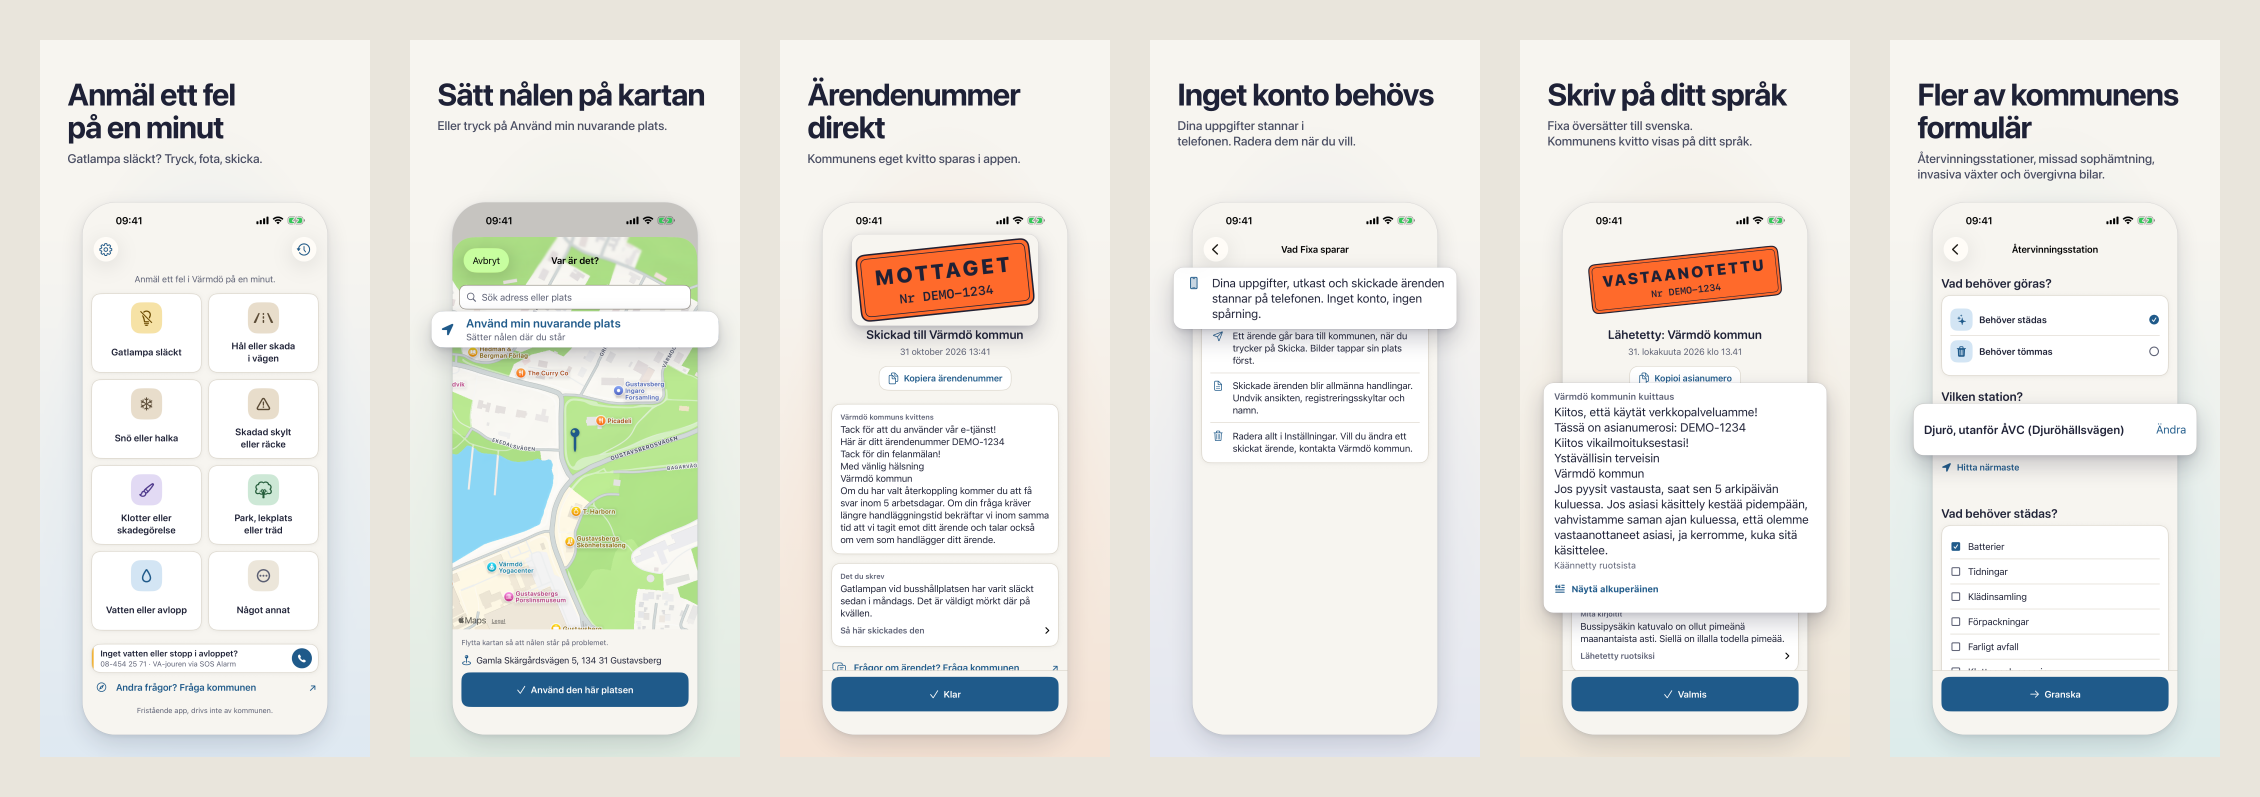 Anmäl ett fel
på en minut
Gatlampa släckt? Tryck, fota, skicka.
09:41
Anmäl ett fel i Värmdö på en minut.
Gatlampa släckt
Hål eller skada
i vägen
Snö eller halka
Skadad skylt
eller räcke
Klotter eller
skadegörelse
Park, lekplats
eller träd
Vatten eller avlopp
Något annat
Inget vatten eller stopp i avloppet?
08-454 25 71 · VA-jouren via SOS Alarm
Andra frågor? Fråga kommunen
Fristående app, drivs inte av kommunen.
Sätt nålen på kartan
Eller tryck på Använd min nuvarande plats.
09:41
Avbryt
Var är det?
Sök adress eller plats
Använd min nuvarande plats
Sätter nålen där du står
Hedman &
Bergman Förlag
The Curry Co
Gustavsberg
Ingarö
Församling
Picadeli
EKEDALSVÄGEN
GUSTAVSBERGSVÄGEN
T. Harborn
Gustavsbergs
Skönhetssalong
Värmdö
Yogacenter
Gustavsbergs
Porslinsmuseum
Maps
Legal
Flytta kartan så att nålen står på problemet.
Gamla Skärgårdsvägen 5, 134 31 Gustavsberg
Använd den här platsen
Ärendenummer
direkt
Kommunens eget kvitto sparas i appen.
09:41
MOTTAGET
Nr DEMO-1234
Skickad till Värmdö kommun
31 oktober 2026 13:41
Kopiera ärendenummer
Värmdö kommuns kvittens
Tack för att du använder vår e-tjänst!
Här är ditt ärendenummer DEMO-1234
Tack för din felanmälan!
Med vänlig hälsning
Värmdö kommun
Om du har valt återkoppling kommer du att få
svar inom 5 arbetsdagar. Om din fråga kräver
längre handläggningstid bekräftar vi inom samma
tid att vi tagit emot ditt ärende och talar också
om vem som handlägger ditt ärende.
Det du skrev
Gatlampan vid busshållplatsen har varit släckt
sedan i måndags. Det är väldigt mörkt där på
kvällen.
Så här skickades den
Frågor om ärendet? Fråga kommunen
Klar
Inget konto behövs
Dina uppgifter stannar i
telefonen. Radera dem när du vill.
09:41
Vad Fixa sparar
Dina uppgifter, utkast och skickade ärenden
stannar på telefonen. Inget konto, ingen
spårning.
Ett ärende går bara till kommunen, när du
trycker på Skicka. Bilder tappar sin plats
först.
Skickade ärenden blir allmänna handlingar.
Undvik ansikten, registreringsskyltar och
namn.
Radera allt i Inställningar. Vill du ändra ett
skickat ärende, kontakta Värmdö kommun.
Skriv på ditt språk
Fixa översätter till svenska.
Kommunens kvitto visas på ditt språk.
09:41
VASTAANOTETTU
Nr DEMO-1234
Lähetetty: Värmdö kommun
31. lokakuuta 2026 klo 13.41
Kopioi asianumero
Värmdö kommunin kuittaus
Kiitos, että käytät verkkopalveluamme!
Tässä on asianumerosi: DEMO-1234
Kiitos vikailmoituksestasi!
Ystävällisin terveisin
Värmdö kommun
Jos pyysit vastausta, saat sen 5 arkipäivän
kuluessa. Jos asiasi käsittely kestää pidempään,
vahvistamme saman ajan kuluessa, että olemme
vastaanottaneet asiasi, ja kerromme, kuka sitä
käsittelee.
Käännetty ruotsista
Näytä alkuperäinen
Mitä kirjoitit
Bussipysäkin katuvalo on ollut pimeänä
maanantaista asti. Siellä on illalla todella pimeää.
Lähetetty ruotsiksi
Valmis
Fler av kommunens
formulär
Återvinningsstationer, missad sophämtning,
invasiva växter och övergivna bilar.
09:41
Återvinningsstation
Vad behöver göras?
Behöver städas
Behöver tömmas
Vilken station?
Djurö, utanför ÅVC (Djuröhällsvägen)
Ändra
Hitta närmaste
Vad behöver städas?
Batterier
Tidningar
Klädinsamling
Förpackningar
Farligt avfall
Granska